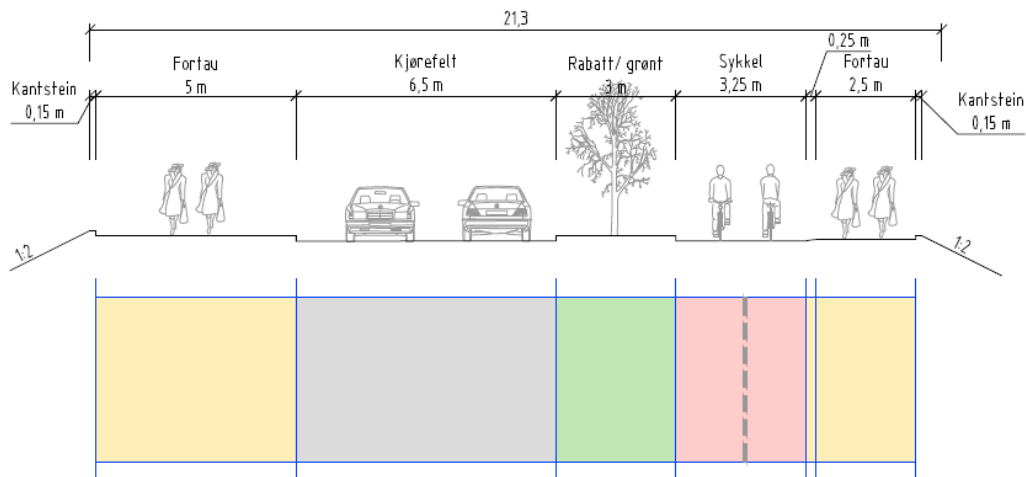 21,3
0,25 m
Fortau
5 m
Kjørefelt
6,5 m
Rabatt/ grønt
3 m
Sykkel
3,25 m
Fortau
2,5 m
Kantstein
0,15 m
Kantstein
0,15 m
1:2
1:2